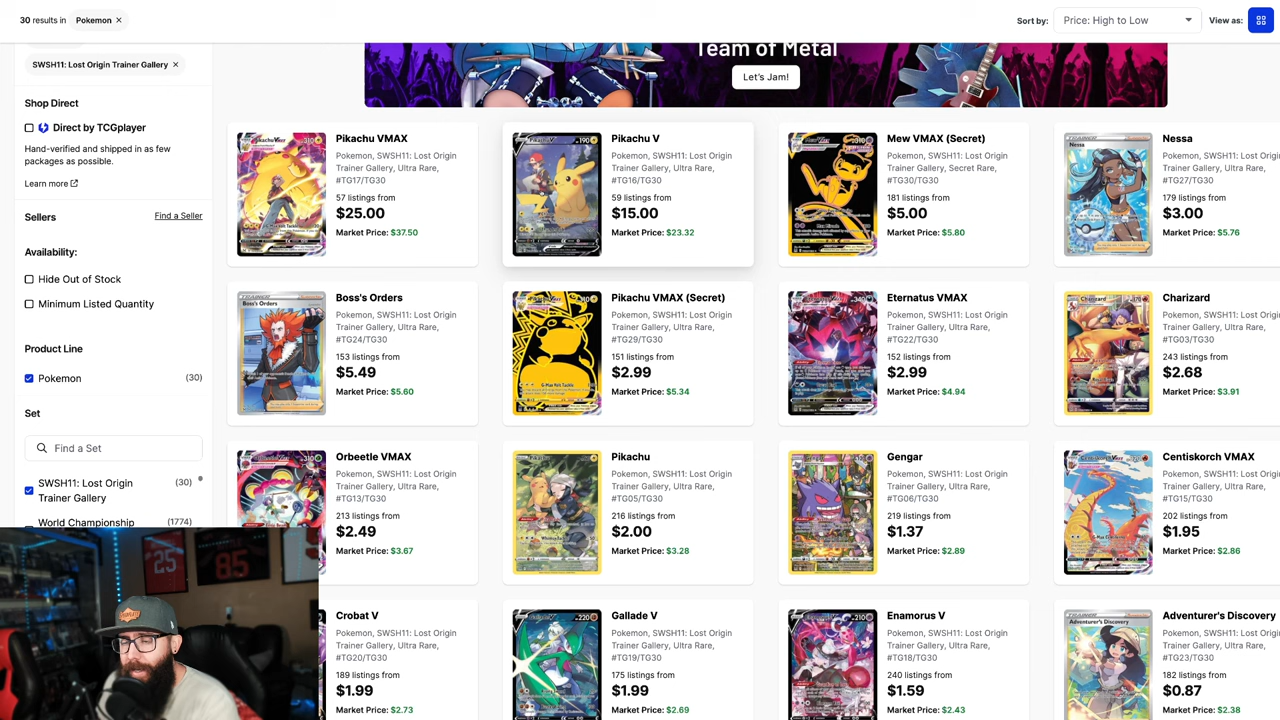 30 results in Pokemon ×
Sort by: Price: High to Low
View as:
SWSH11: Lost Origin Trainer Gallery ×
Team of Metal
Let's Jam!
Shop Direct
Direct by TCGplayer
Hand-verified and shipped in as few
packages as possible.
Learn more
Sellers
Find a Seller
Availability:
Hide Out of Stock
Minimum Listed Quantity
Product Line
Pokemon (30)
Set
Find a Set
SWSH11: Lost Origin (30)
Trainer Gallery
World Championship (1774)
Pikachu VMAX
Pokemon, SWSH11: Lost Origin
Trainer Gallery, Ultra Rare,
#TG17/TG30
57 listings from
$25.00
Market Price: $37.50
Pikachu V
Pokemon, SWSH11: Lost Origin
Trainer Gallery, Ultra Rare,
#TG16/TG30
59 listings from
$15.00
Market Price: $23.32
Mew VMAX (Secret)
Pokemon, SWSH11: Lost Origin
Trainer Gallery, Secret Rare,
#TG30/TG30
181 listings from
$5.00
Market Price: $5.80
Nessa
Pokemon, SWSH11: Lost Origin
Trainer Gallery, Ultra Rare,
#TG27/TG30
179 listings from
$3.00
Market Price: $5.76
Boss's Orders
Pokemon, SWSH11: Lost Origin
Trainer Gallery, Ultra Rare,
#TG24/TG30
153 listings from
$5.49
Market Price: $5.60
Pikachu VMAX (Secret)
Pokemon, SWSH11: Lost Origin
Trainer Gallery, Ultra Rare,
#TG29/TG30
151 listings from
$2.99
Market Price: $5.34
Eternatus VMAX
Pokemon, SWSH11: Lost Origin
Trainer Gallery, Ultra Rare,
#TG22/TG30
152 listings from
$2.99
Market Price: $4.94
Charizard
Pokemon, SWSH11: Lost Origin
Trainer Gallery, Ultra Rare,
#TG03/TG30
243 listings from
$2.68
Market Price: $3.91
Orbeetle VMAX
Pokemon, SWSH11: Lost Origin
Trainer Gallery, Ultra Rare,
#TG13/TG30
213 listings from
$2.49
Market Price: $3.67
Pikachu
Pokemon, SWSH11: Lost Origin
Trainer Gallery, Ultra Rare,
#TG05/TG30
216 listings from
$2.00
Market Price: $3.28
Gengar
Pokemon, SWSH11: Lost Origin
Trainer Gallery, Ultra Rare,
#TG06/TG30
219 listings from
$1.37
Market Price: $2.89
Centiskorch VMAX
Pokemon, SWSH11: Lost Origin
Trainer Gallery, Ultra Rare,
#TG15/TG30
202 listings from
$1.95
Market Price: $2.86
Crobat V
Pokemon, SWSH11: Lost Origin
Trainer Gallery, Ultra Rare,
#TG20/TG30
189 listings from
$1.99
Market Price: $2.73
Gallade V
Pokemon, SWSH11: Lost Origin
Trainer Gallery, Ultra Rare,
#TG19/TG30
175 listings from
$1.99
Market Price: $2.69
Enamorus V
Pokemon, SWSH11: Lost Origin
Trainer Gallery, Ultra Rare,
#TG18/TG30
240 listings from
$1.59
Market Price: $2.43
Adventurer's Discovery
Pokemon, SWSH11: Lost Origin
Trainer Gallery, Ultra Rare,
#TG23/TG30
182 listings from
$0.87
Market Price: $2.38